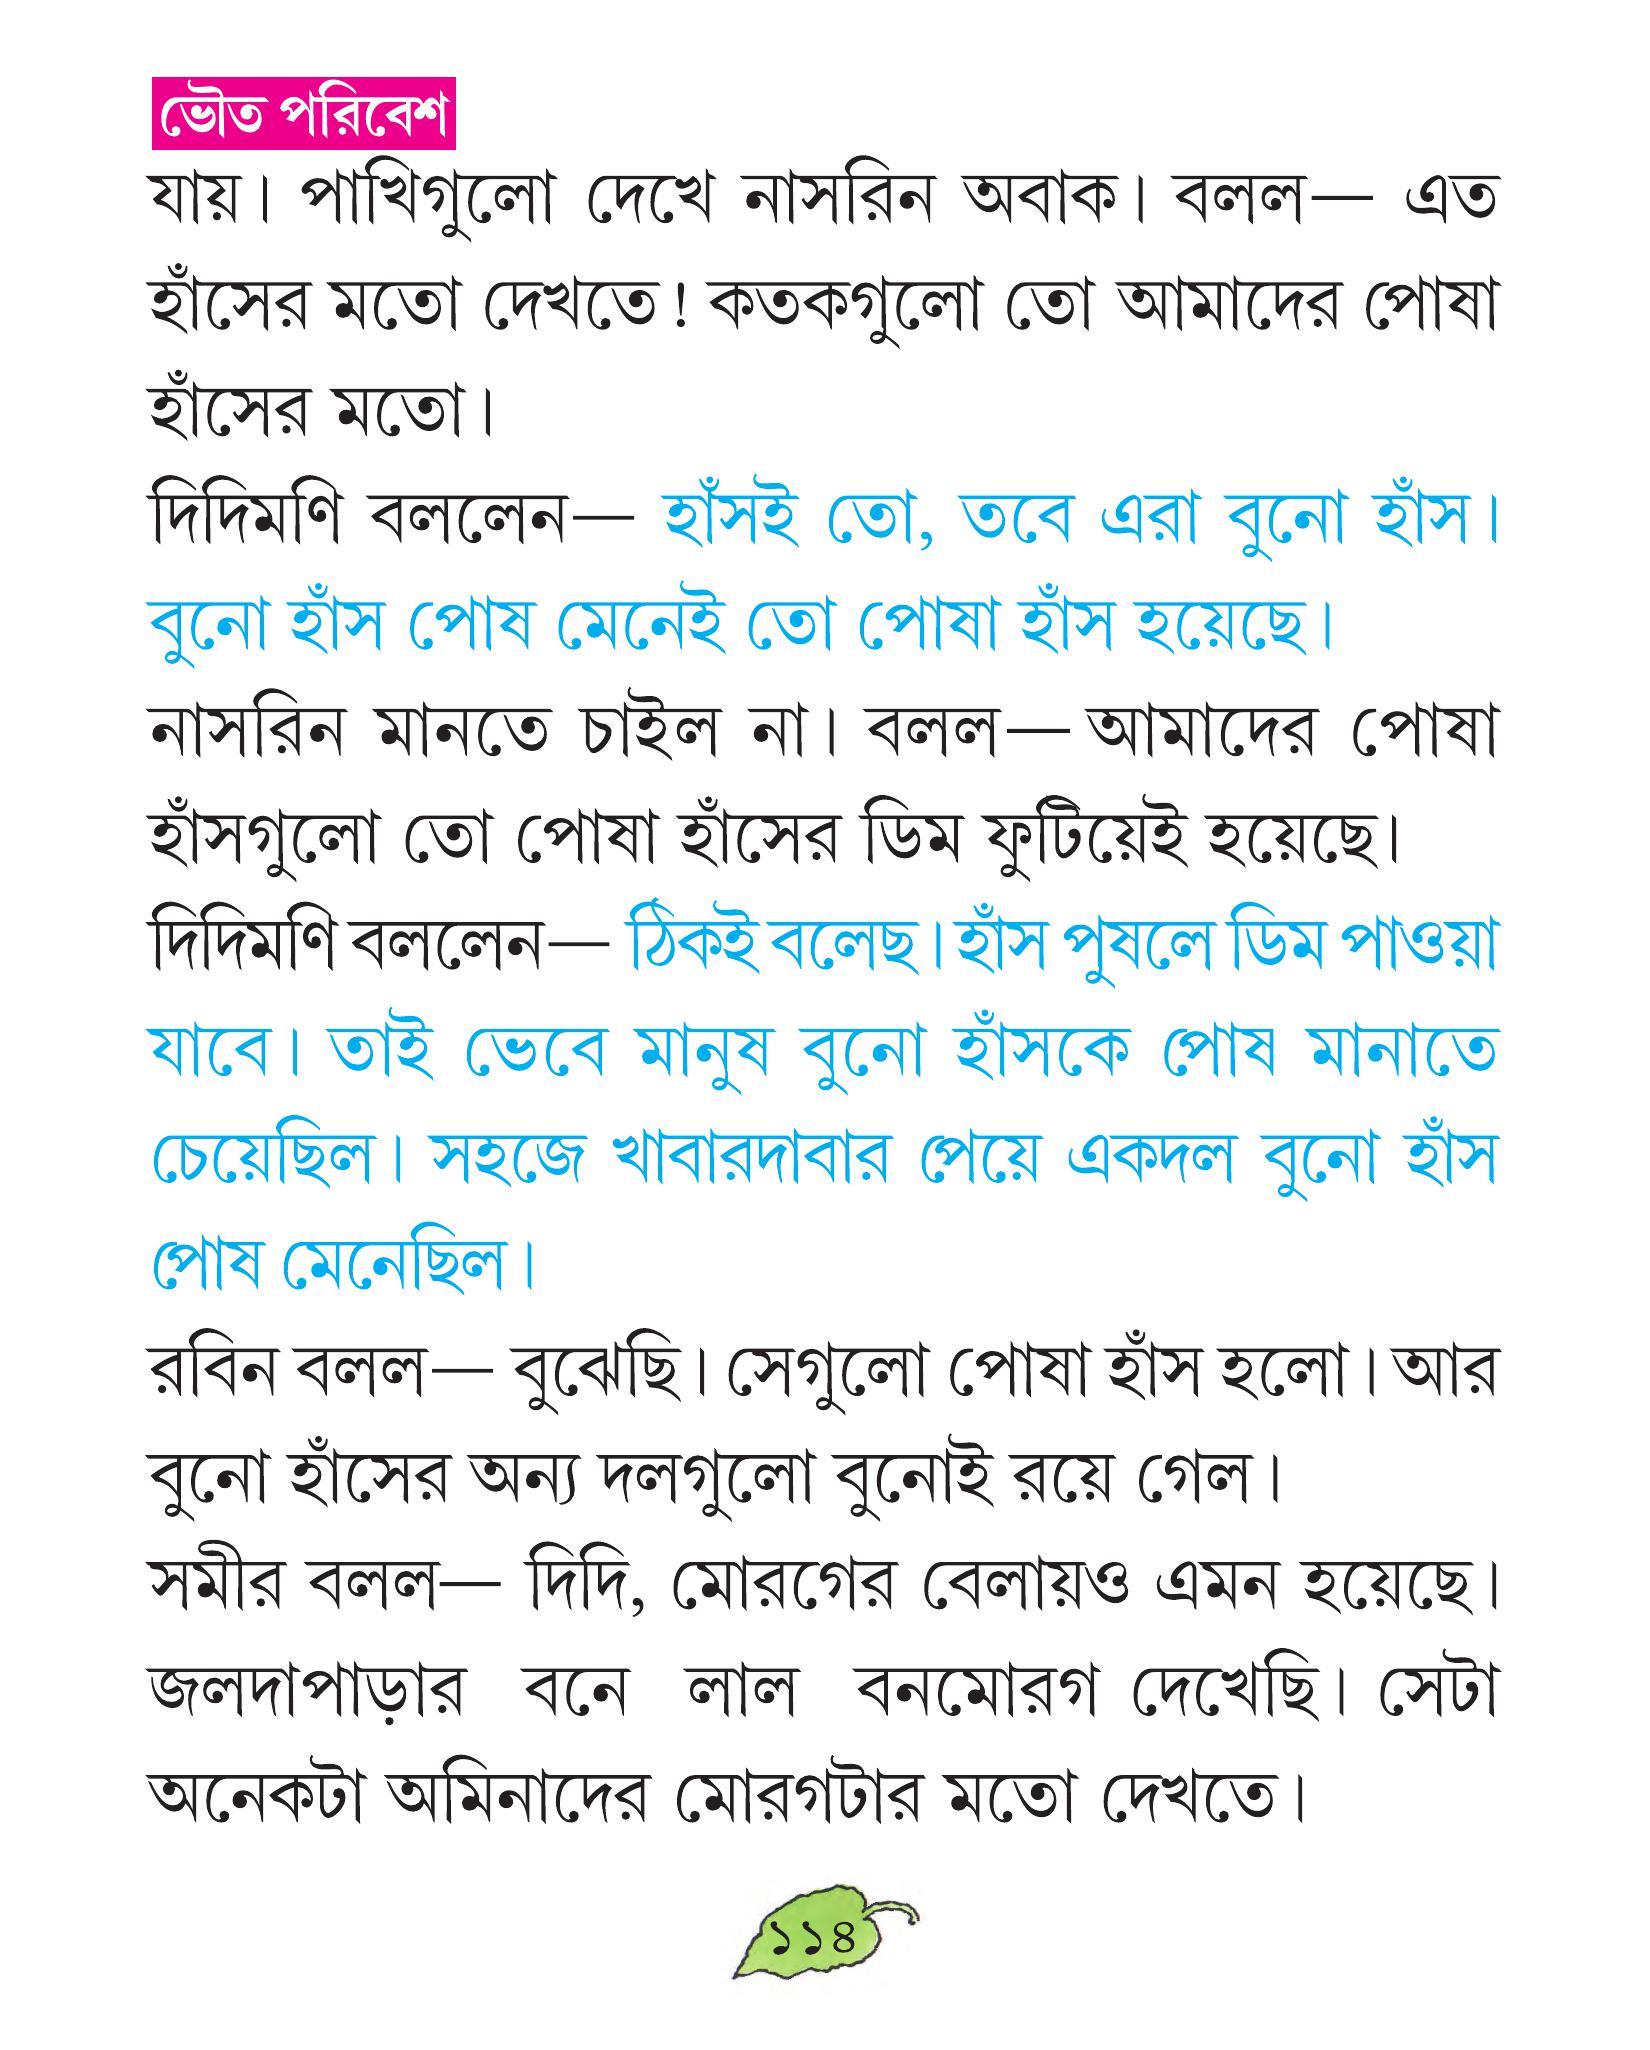 ভৌত পরিবেশ
যায়। পাখিগুলো দেখে নাসরিন অবাক। বলল— এত
হাঁসের মতো দেখতে! কতকগুলো তো আমাদের পোষা
হাঁসের মতো।
দিদিমণি বললেন— হাঁসই তো, তবে এরা বুনো হাঁস।
বুনো হাঁস পোষ মেনেই তো পোষা হাঁস হয়েছে।
নাসরিন মানতে চাইল না। বলল— আমাদের পোষা
হাঁসগুলো তো পোষা হাঁসের ডিম ফুটিয়েই হয়েছে।
দিদিমণি বললেন— ঠিকই বলেছ। হাঁস পুষলে ডিম পাওয়া
যাবে। তাই ভেবে মানুষ বুনো হাঁসকে পোষ মানাতে
চেয়েছিল। সহজে খাবারদাবার পেয়ে একদল বুনো হাঁস
পোষ মেনেছিল।
রবিন বলল— বুঝেছি। সেগুলো পোষা হাঁস হলো। আর
বুনো হাঁসের অন্য দলগুলো বুনোই রয়ে গেল।
সমীর বলল— দিদি, মোরগের বেলায়ও এমন হয়েছে।
জলদাপাড়ার বনে লাল বনমোরগ দেখেছি। সেটা
অনেকটা অমিনাদের মোরগটার মতো দেখতে।
১১৪